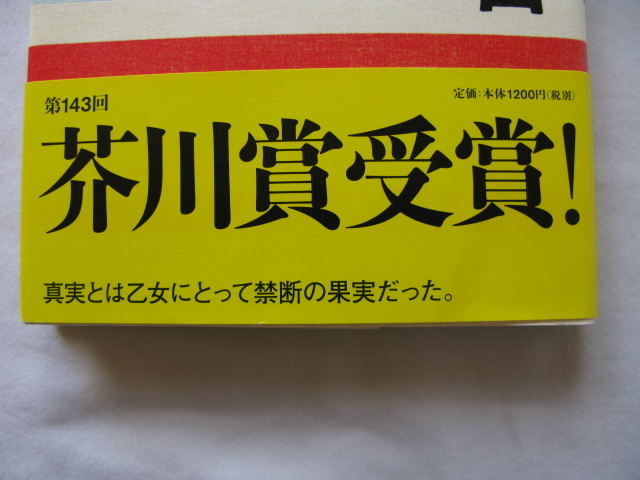 第143回
定価:本体1200円(税別)
芥川賞受賞!
真実とは乙女にとって禁断の果実だった。